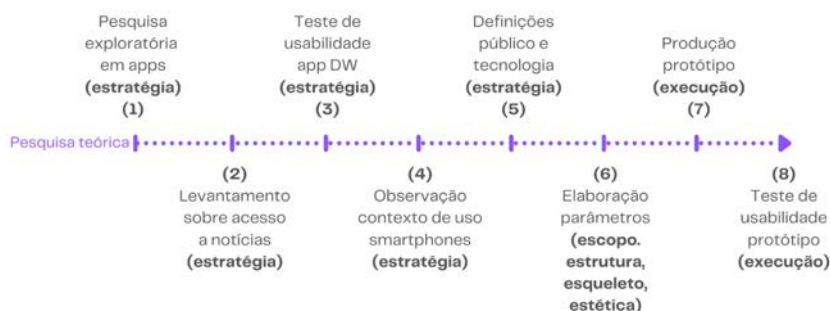 Pesquisa
exploratória
em apps
(estratégia)
(1)
Teste de
usabilidade
app DW
(estratégia)
(3)
Definições
público e
tecnologia
(estratégia)
(5)
Produção
protótipo
(execução)
(7)
Pesquisa teórica
(2)
Levantamento
sobre acesso
a notícias
(estratégia)
(4)
Observação
contexto de uso
smartphones
(estratégia)
(6)
Elaboração
parâmetros
(escopo.
estrutura,
esqueleto,
estética)
(8)
Teste de
usabilidade
protótipo
(execução)